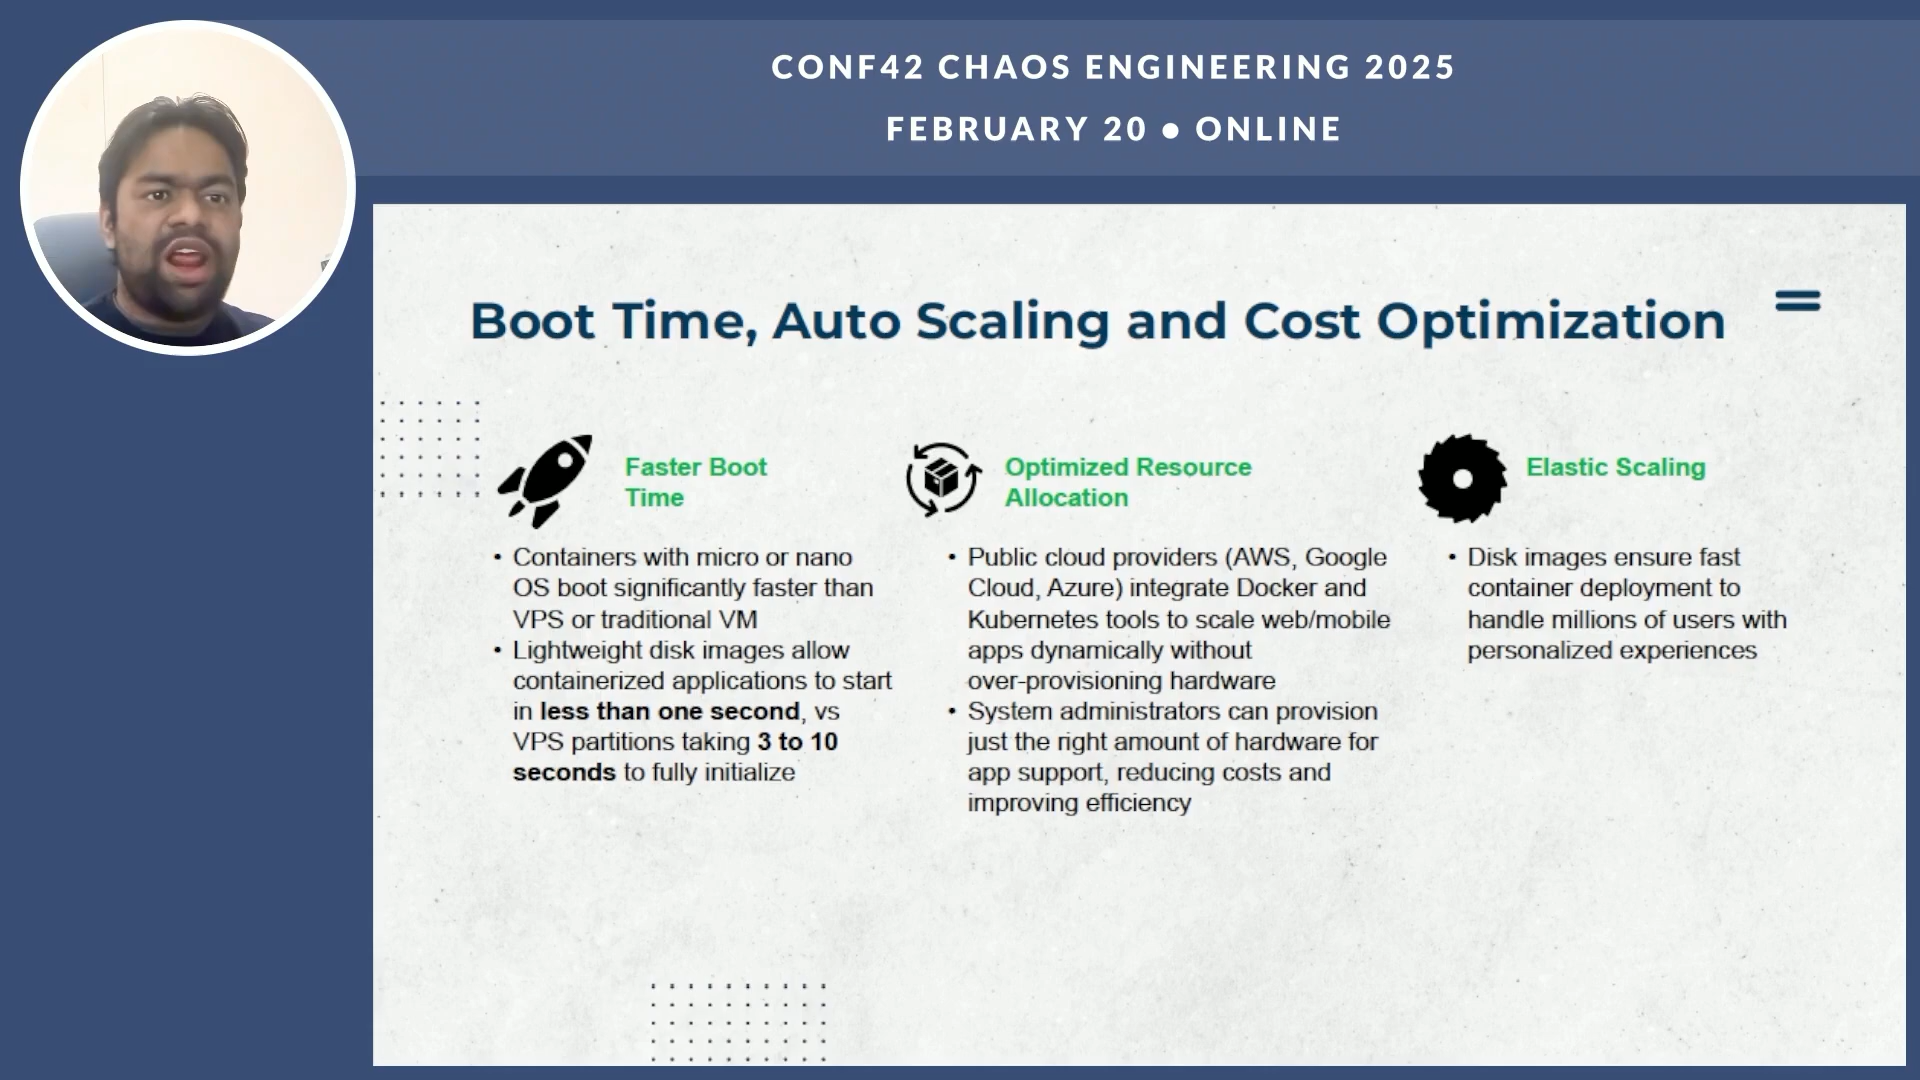 CONF42 CHAOS ENGINEERING 2025
FEBRUARY 20 ● ONLINE
Boot Time, Auto Scaling and Cost Optimization
Faster Boot
Time
• Containers with micro or nano
OS boot significantly faster than
VPS or traditional VM
• Lightweight disk images allow
containerized applications to start
in less than one second, vs
VPS partitions taking 3 to 10
seconds to fully initialize
Optimized Resource
Allocation
• Public cloud providers (AWS, Google
Cloud, Azure) integrate Docker and
Kubernetes tools to scale web/mobile
apps dynamically without
over-provisioning hardware
• System administrators can provision
just the right amount of hardware for
app support, reducing costs and
improving efficiency
Elastic Scaling
• Disk images ensure fast
container deployment to
handle millions of users with
personalized experiences